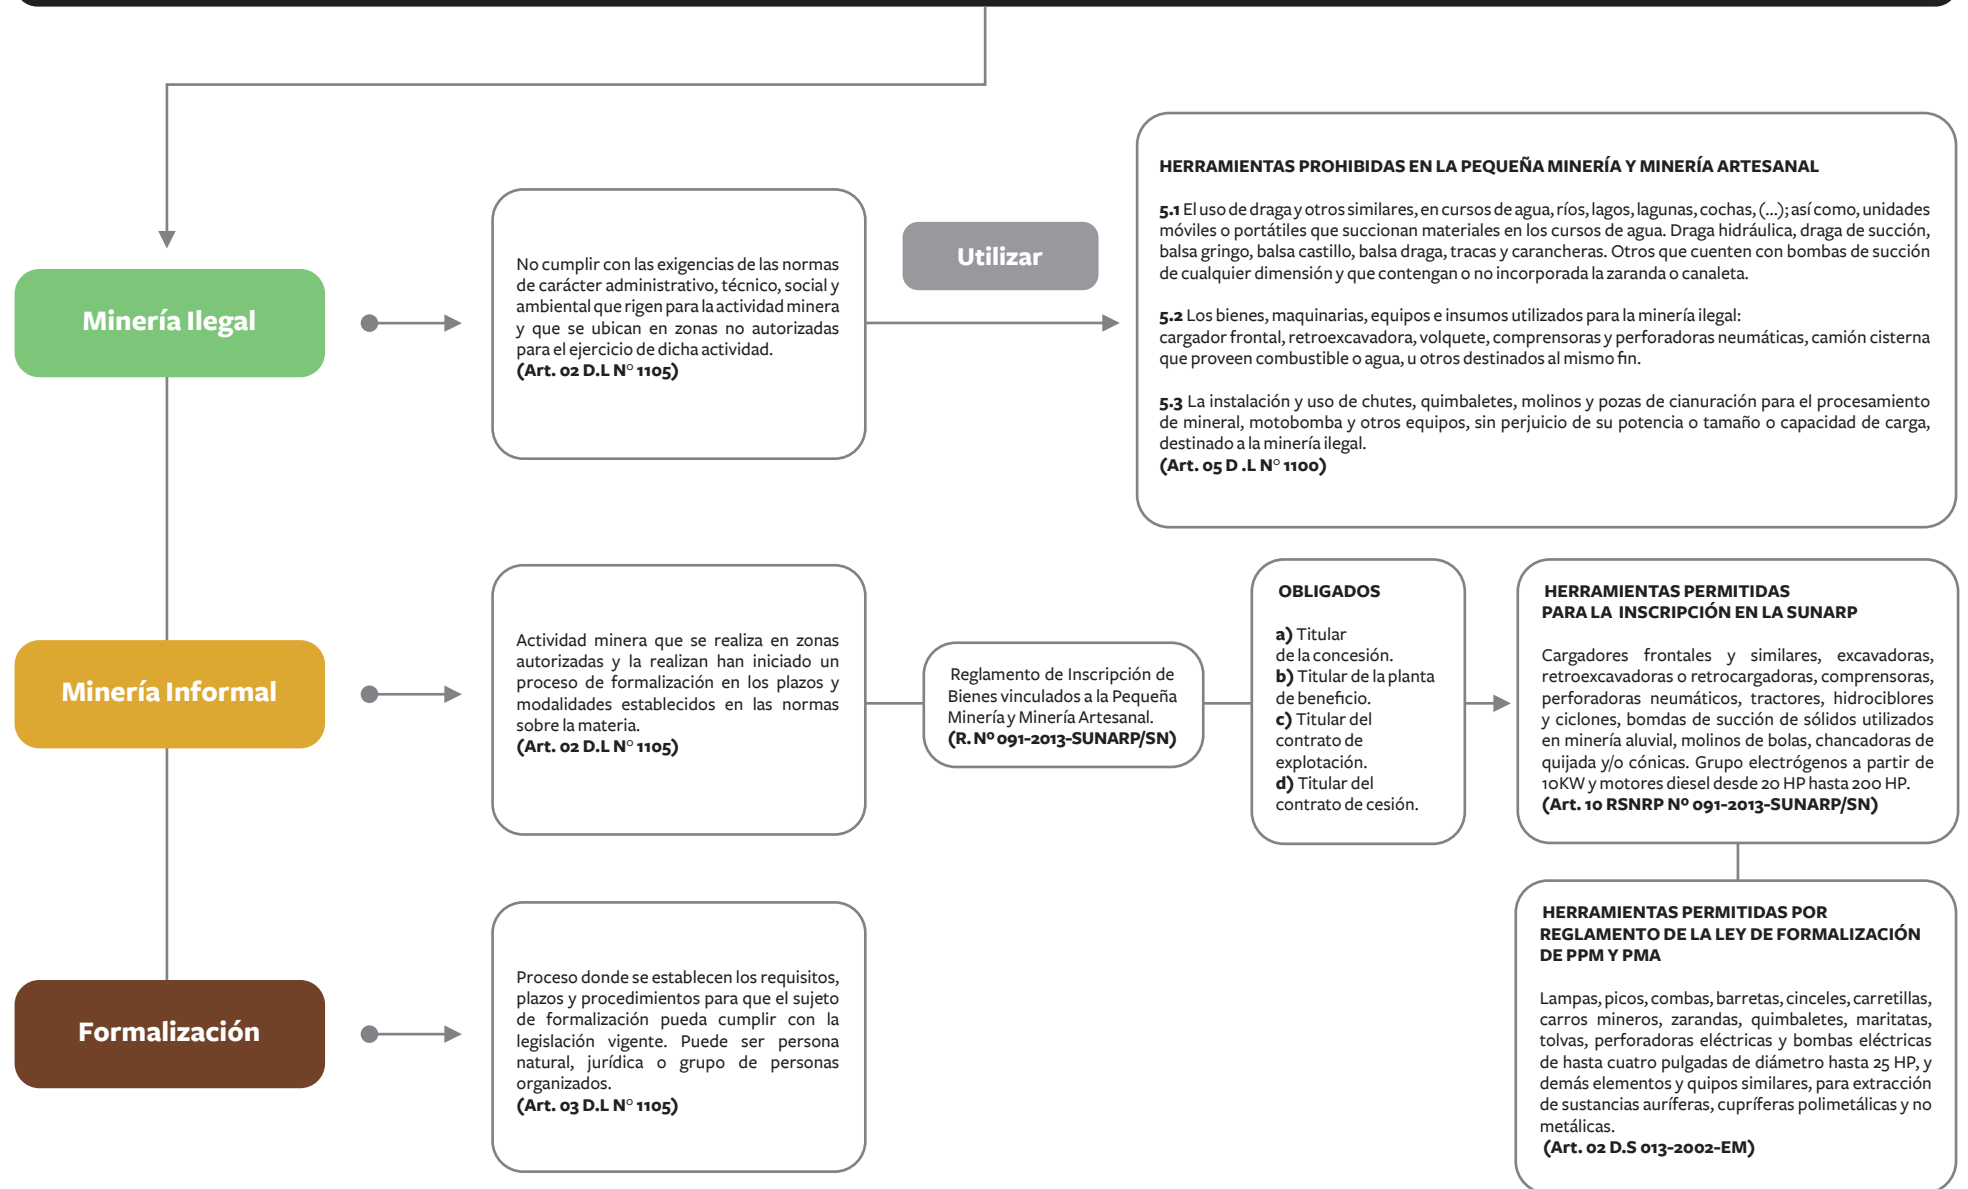 Minería Ilegal
No cumplir con las exigencias de las normas
de carácter administrativo, técnico, social y
ambiental que rigen para la actividad minera
y que se ubican en zonas no autorizadas
para el ejercicio de dicha actividad.
(Art. 02 D.L N° 1105)
Utilizar
HERRAMIENTAS PROHIBIDAS EN LA PEQUEÑA MINERÍA Y MINERÍA ARTESANAL
5.1 El uso de draga y otros similares, en cursos de agua, ríos, lagos, lagunas, cochas, (...); así como, unidades
móviles o portátiles que succionan materiales en los cursos de agua. Draga hidráulica, draga de succión,
balsa gringo, balsa castillo, balsa draga, tracas y carancheras. Otros que cuenten con bombas de succión
de cualquier dimensión y que contengan o no incorporada la zaranda o canaleta.
5.2 Los bienes, maquinarias, equipos e insumos utilizados para la minería ilegal:
cargador frontal, retroexcavadora, volquete, comprensoras y perforadoras neumáticas, camión cisterna
que proveen combustible o agua, u otros destinados al mismo fin.
5.3 La instalación y uso de chutes, quimbaletes, molinos y pozas de cianuración para el procesamiento
de mineral, motobomba y otros equipos, sin perjuicio de su potencia o tamaño o capacidad de carga,
destinado a la minería ilegal.
(Art. 05 D .L N° 1100)
Minería Informal
Actividad minera que se realiza en zonas
autorizadas y la realizan han iniciado un
proceso de formalización en los plazos y
modalidades establecidos en las normas
sobre la materia.
(Art. 02 D.L N° 1105)
Reglamento de Inscripción de
Bienes vinculados a la Pequeña
Minería y Minería Artesanal.
(R. Nº 091-2013-SUNARP/SN)
OBLIGADOS
a) Titular
de la concesión.
b) Titular de la planta
de beneficio.
c) Titular del
contrato de
explotación.
d) Titular del
contrato de cesión.
HERRAMIENTAS PERMITIDAS
PARA LA INSCRIPCIÓN EN LA SUNARP
Cargadores frontales y similares, excavadoras,
retroexcavadoras o retrocargadoras, comprensoras,
perforadoras neumáticos, tractores, hidrociblores
y ciclones, bomdas de succión de sólidos utilizados
en minería aluvial, molinos de bolas, chancadoras de
quijada y/o cónicas. Grupo electrógenos a partir de
10KW y motores diesel desde 20 HP hasta 200 HP.
(Art. 10 RSNRP Nº 091-2013-SUNARP/SN)
Formalización
Proceso donde se establecen los requisitos,
plazos y procedimientos para que el sujeto
de formalización pueda cumplir con la
legislación vigente. Puede ser persona
natural, jurídica o grupo de personas
organizados.
(Art. 03 D.L N° 1105)
HERRAMIENTAS PERMITIDAS POR
REGLAMENTO DE LA LEY DE FORMALIZACIÓN
DE PPM Y PMA
Lampas, picos, combas, barretas, cinceles, carretillas,
carros mineros, zarandas, quimbaletes, maritatas,
tolvas, perforadoras eléctricas y bombas eléctricas
de hasta cuatro pulgadas de diámetro hasta 25 HP, y
demás elementos y quipos similares, para extracción
de sustancias auríferas, cupríferas polimetálicas y no
metálicas.
(Art. 02 D.S 013-2002-EM)